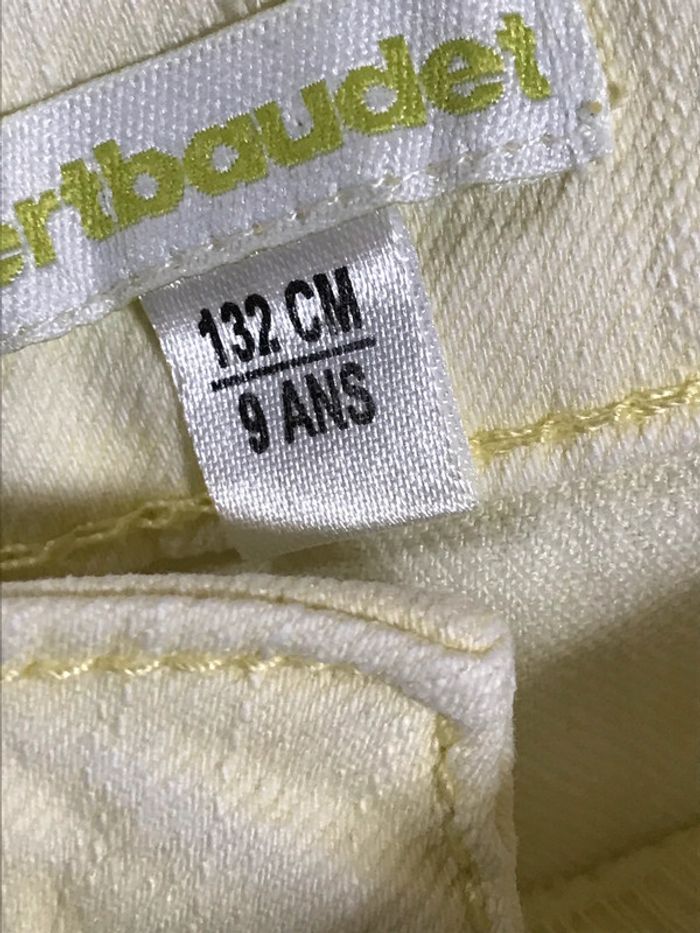 ertbaudet
132 CM
9 ANS